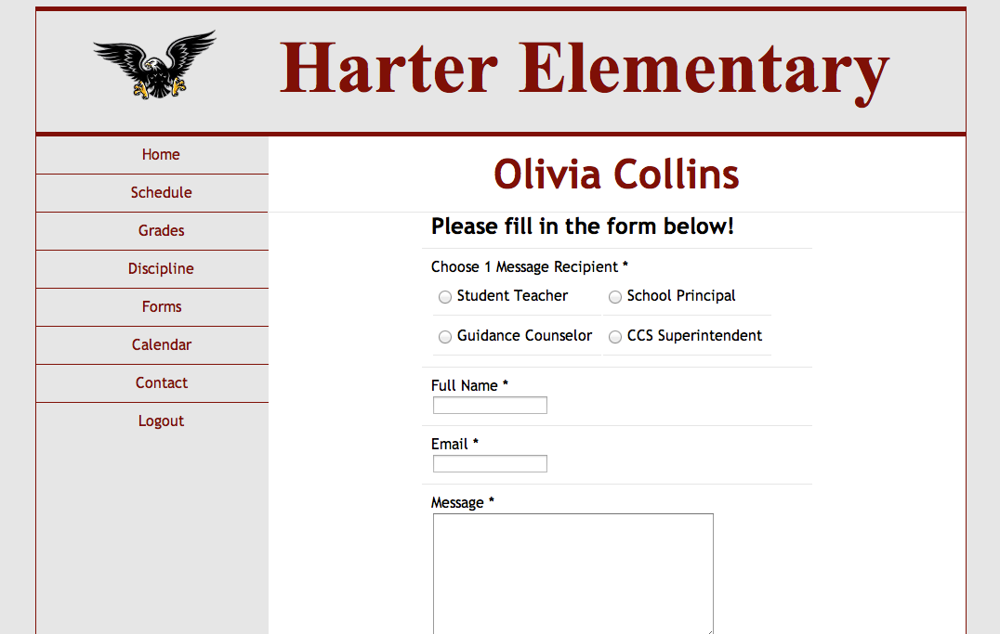 Harter Elementary
Home
Schedule
Grades
Discipline
Forms
Calendar
Contact
Logout
Olivia Collins
Please fill in the form below!
Choose 1 Message Recipient *
Student Teacher School Principal
Guidance Counselor CCS Superintendent
Full Name *
Email *
Message *